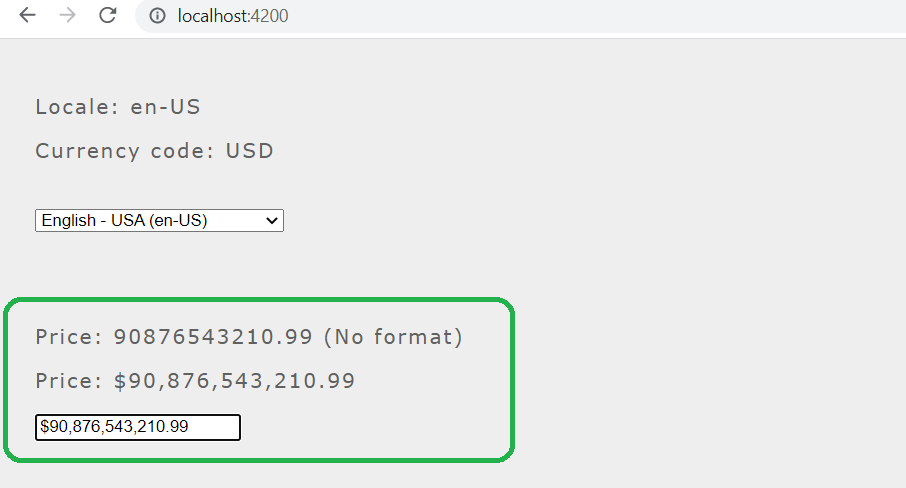 localhost:4200
Locale: en-US
Currency code: USD
English - USA (en-US)
Price: 90876543210.99 (No format)
Price: $90,876,543,210.99
$90,876,543,210.99